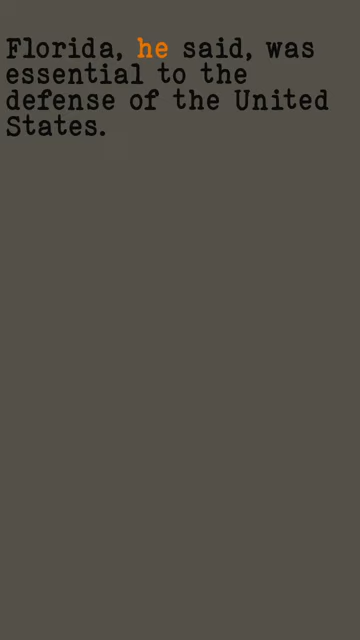 Florida, he said, was
essential to the
defense of the United
States.